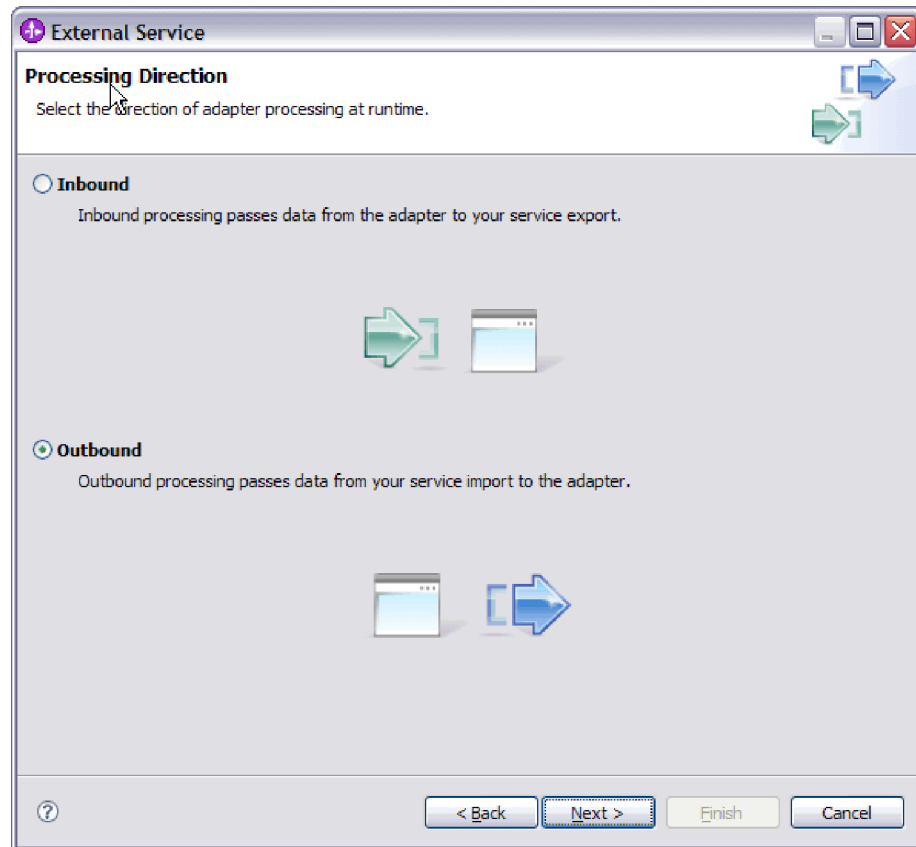 External Service
Processing Direction
Select the direction of adapter processing at runtime.
Inbound
Inbound processing passes data from the adapter to your service export.
Outbound
Outbound processing passes data from your service import to the adapter.
< Back
Next >
Finish
Cancel